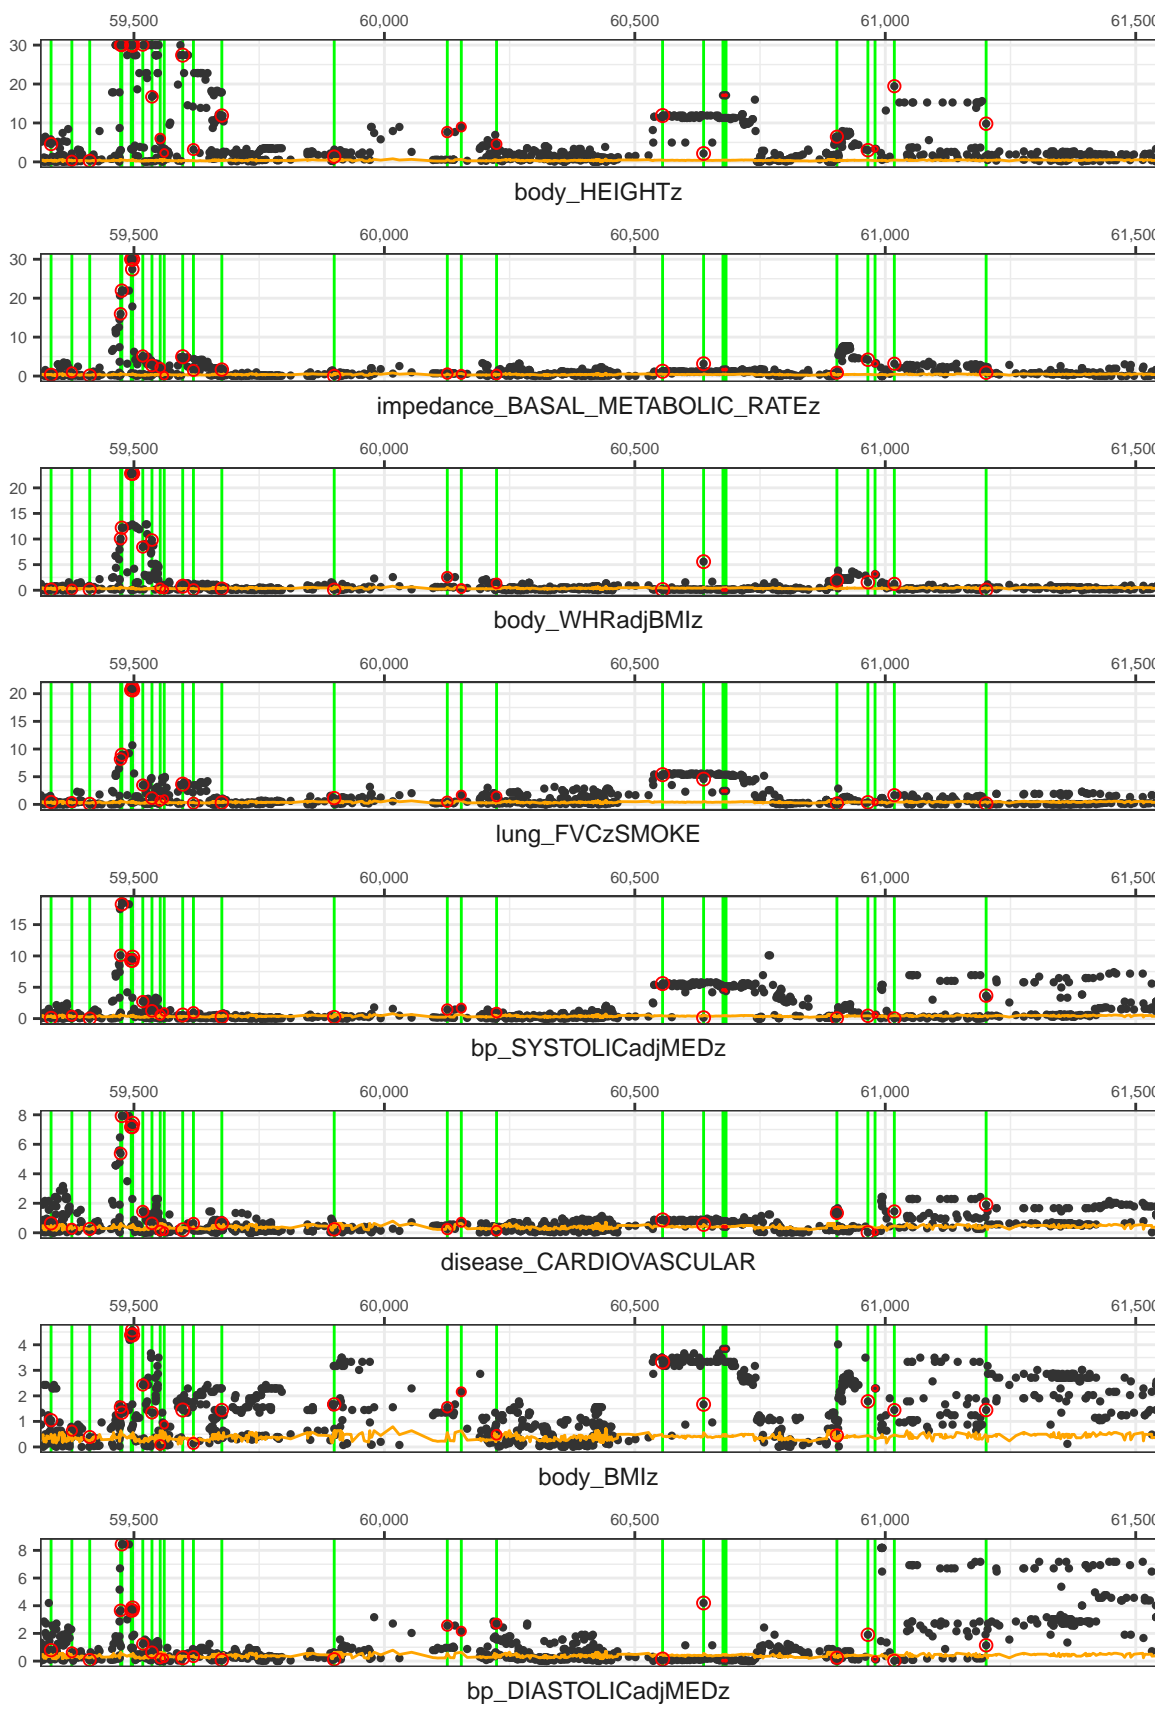 59,500 60,000 60,500 61,000 61,500
30
20
10
0
body_HEIGHTz
59,500 60,000 60,500 61,000 61,500
30
20
10
0
impedance_BASAL_METABOLIC_RATEz
59,500 60,000 60,500 61,000 61,500
20
15
10
5
0
body_WHRadjBMIz
59,500 60,000 60,500 61,000 61,500
20
15
10
5
0
lung_FVCzSMOKE
59,500 60,000 60,500 61,000 61,500
15
10
5
0
bp_SYSTOLICadjMEDz
59,500 60,000 60,500 61,000 61,500
8
6
4
2
0
disease_CARDIOVASCULAR
59,500 60,000 60,500 61,000 61,500
4
3
2
1
0
body_BMIz
59,500 60,000 60,500 61,000 61,500
8
6
4
2
0
bp_DIASTOLICadjMEDz